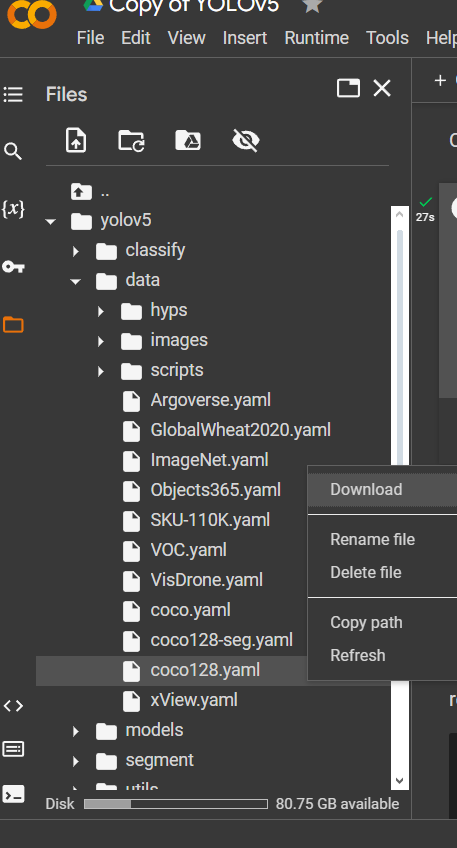 Copy of YOLOv5
File Edit View Insert Runtime Tools Help
Files
..
{x}
27s
yolov5
classify
data
hyps
images
scripts
Argoverse.yaml
GlobalWheat2020.yaml
ImageNet.yaml
Objects365.yaml
Download
SKU-110K.yaml
Rename file
VOC.yaml
Delete file
VisDrone.yaml
coco.yaml
Copy path
coco128-seg.yaml
Refresh
coco128.yaml
xView.yaml
models
segment
utils
Disk 80.75 GB available